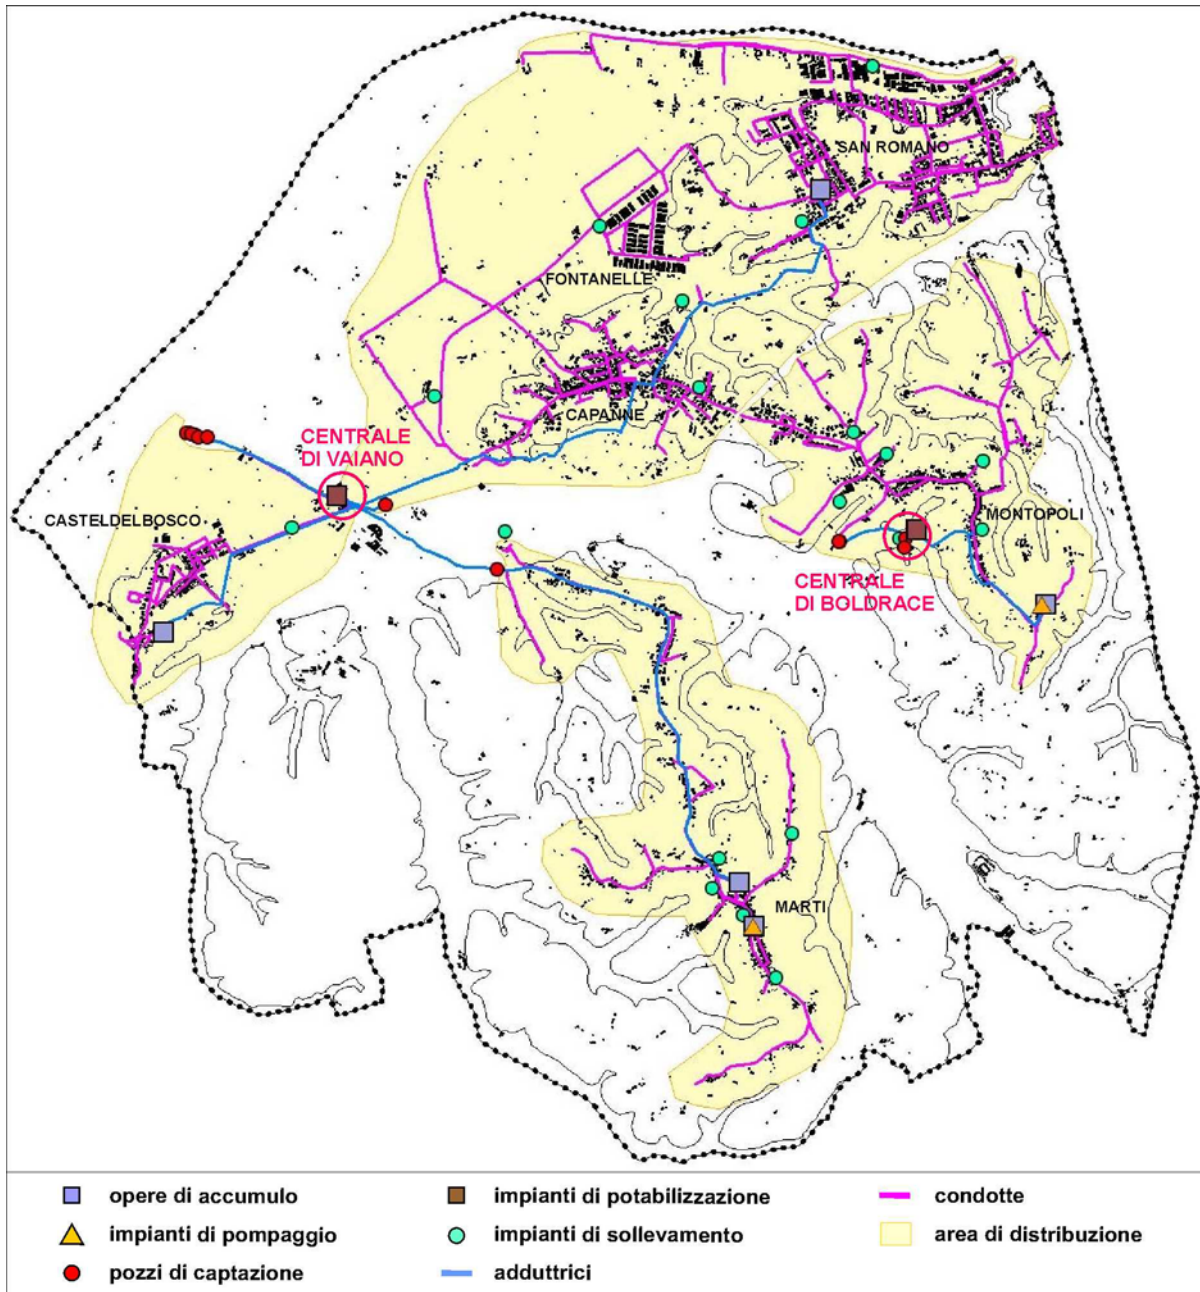 SAN ROMANO
FONTANELLE
CAPANNE
CENTRALE
DI VAIANO
CASTELDELBOSCO
MONTOPOLI
CENTRALE
DI BOLDRACE
MARTI
opere di accumulo
impianti di potabilizzazione
condotte
impianti di pompaggio
impianti di sollevamento
area di distribuzione
pozzi di captazione
adduttrici